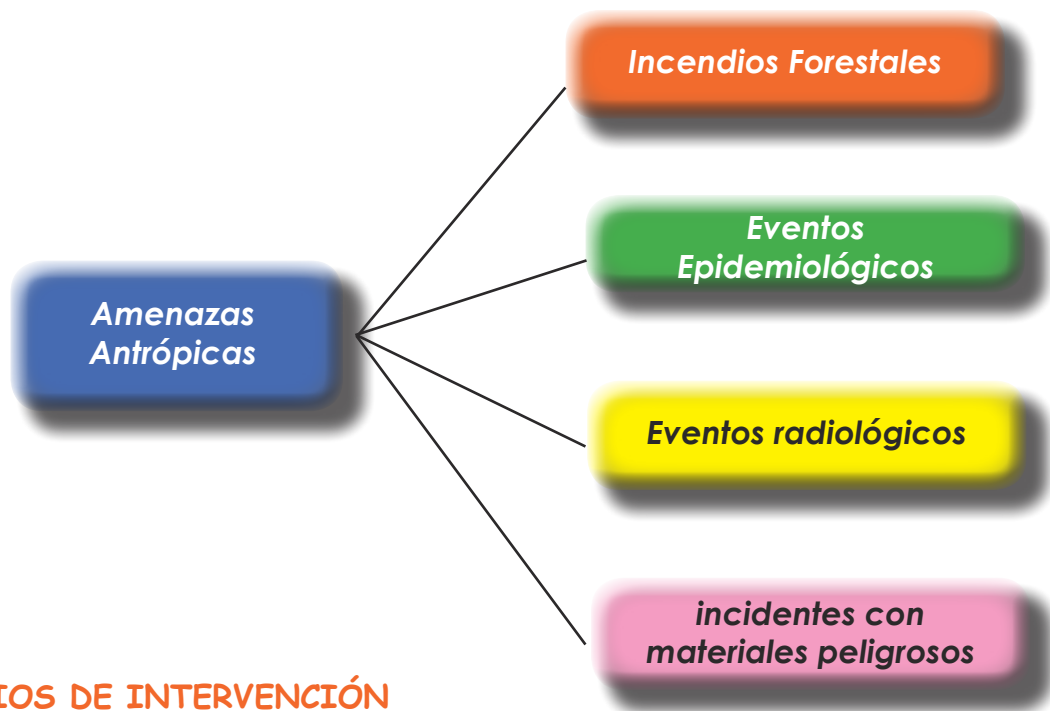 Incendios Forestales
Eventos
Epidemiológicos
Amenazas
Antrópicas
Eventos radiológicos
incidentes con
materiales peligrosos
IOS DE INTERVENCIÓN